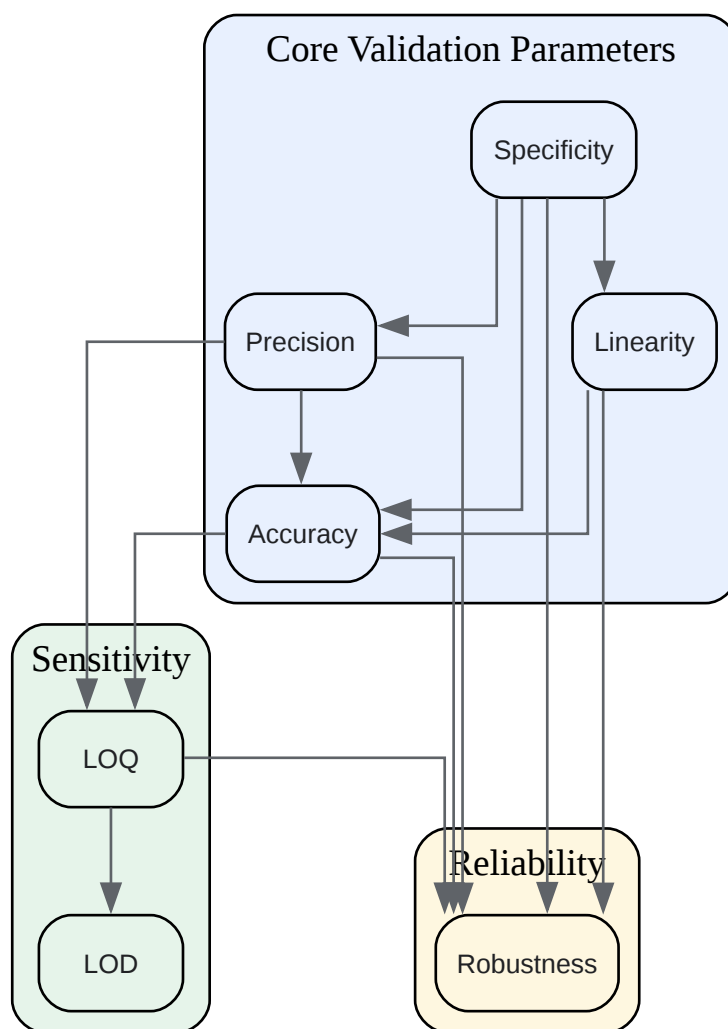 Core Validation Parameters
Specificity
Precision
Linearity
Accuracy
Sensitivity
LOQ
Reliability
LOD
Robustness